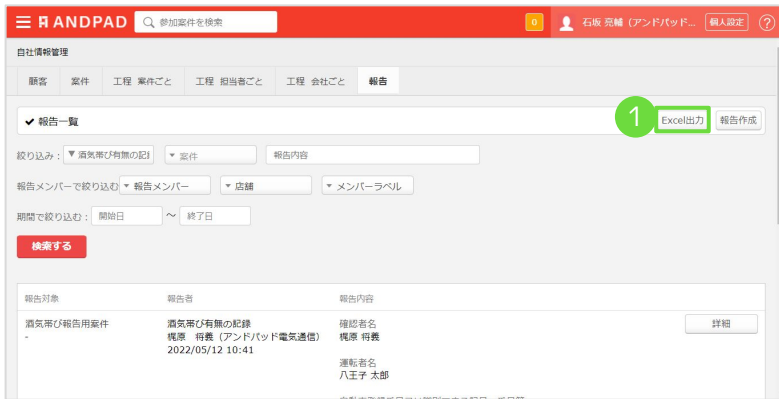 ANDPAD 参加案件を検索 0 石坂 亮輔 (アンドパッド... 個人設定 ?
自社情報管理
顧客 案件 工程 案件ごと 工程 担当者ごと 工程 会社ごと 報告
報告一覧 1 Excel出力 報告作成
絞り込み： 酒気帯び有無の記 案件 報告内容
報告メンバーで絞り込む 報告メンバー 店舗 メンバーラベル
期間で絞り込む： 開始日 ～ 終了日
検索する
報告対象 報告者 報告内容
酒気帯び報告用案件 酒気帯び有無の記録 確認者名 詳細
- 梶原 将義（アンドパッド電気通信） 梶原 将義
2022/05/12 10:41
運転者名
八王子 太郎